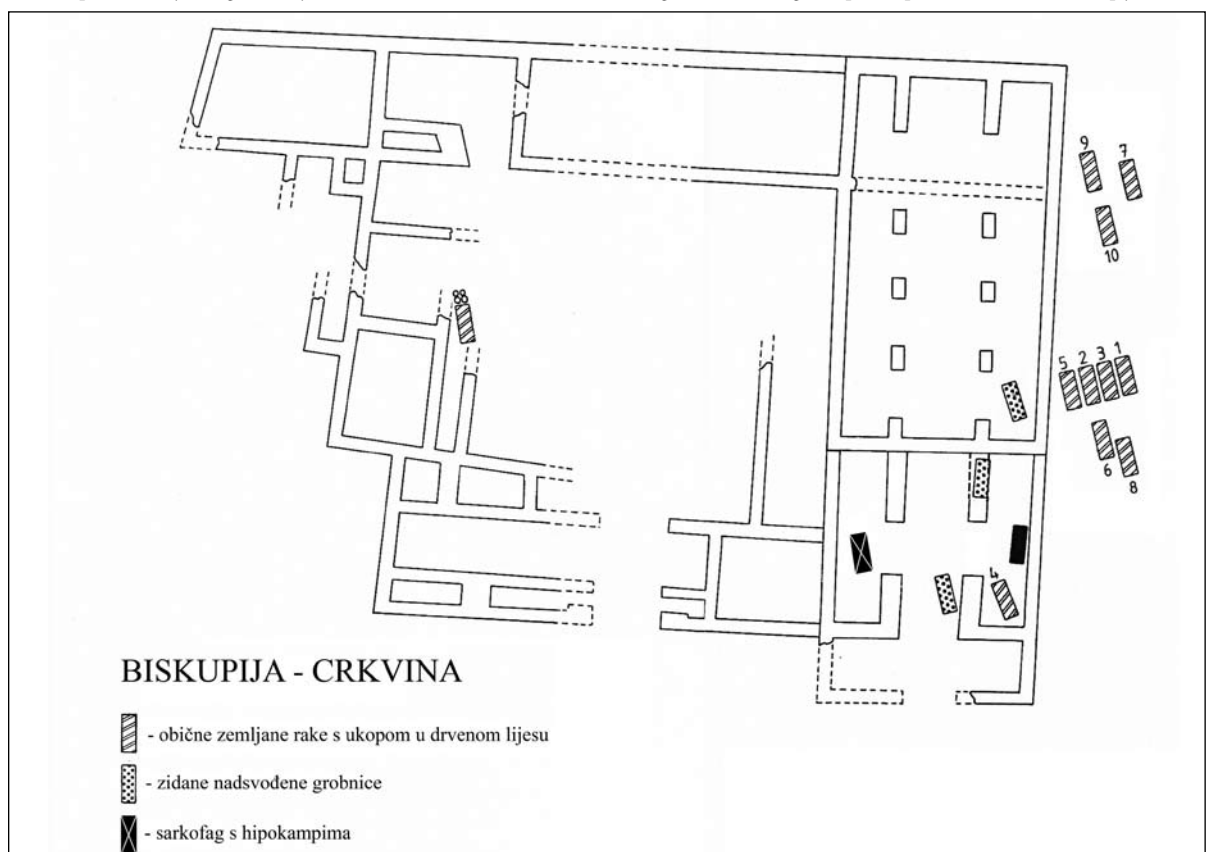 9 7
10
5 2 3 1
6 8
4
BISKUPIJA - CRKVINA
- obične zemljane rake s ukopom u drvenom lijesu
- zidane nadsvođene grobnice
- sarkofag s hipokampima